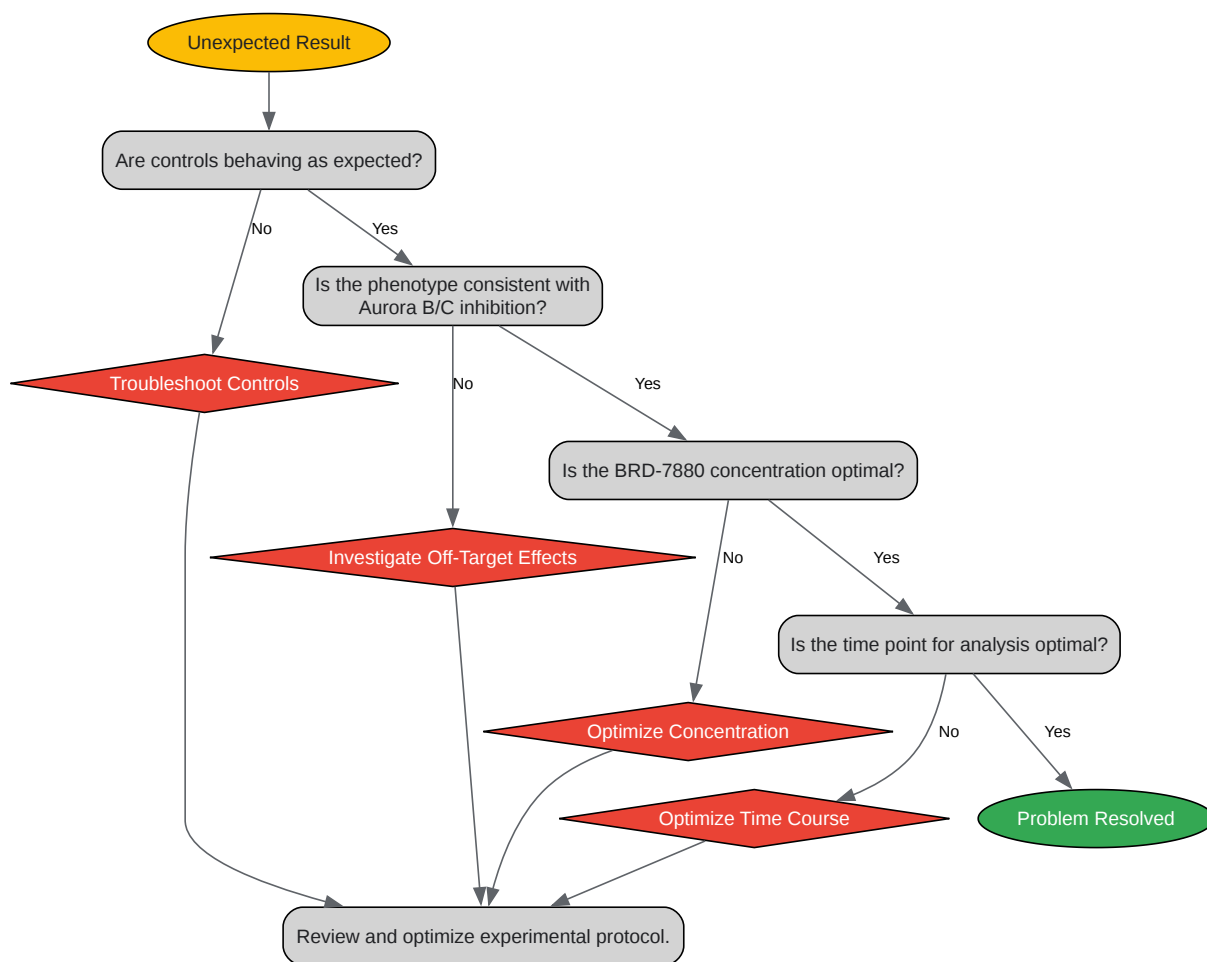 Unexpected Result
Are controls behaving as expected?
No
Yes
Is the phenotype consistent with
Aurora B/C inhibition?
Troubleshoot Controls
No
Yes
Is the BRD-7880 concentration optimal?
Investigate Off-Target Effects
No
Yes
Is the time point for analysis optimal?
Optimize Concentration
No
Yes
Optimize Time Course
Problem Resolved
Review and optimize experimental protocol.